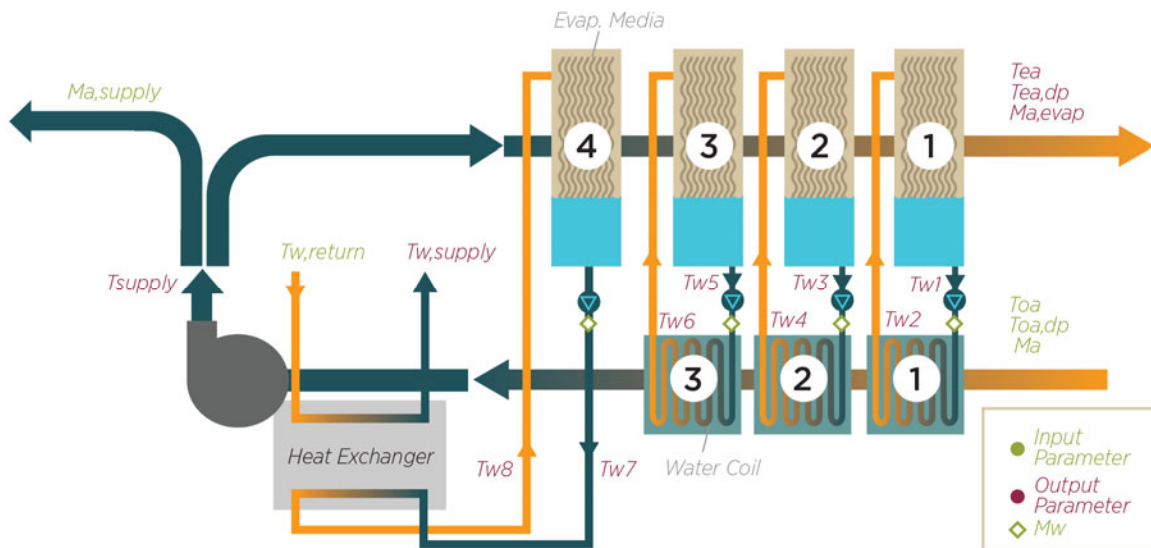 Evap. Media
Ma,supply
Tea
Tea,dp
Ma,evap
4
3
2
1
Tw,return
Tw,supply
Tsupply
Tw5
Tw3
Tw1
Tw6
Tw4
Tw2
Toa
Toa,dp
Ma
3
2
1
Heat Exchanger
Tw8
Tw7
Water Coil
Input
Parameter
Output
Parameter
Mw